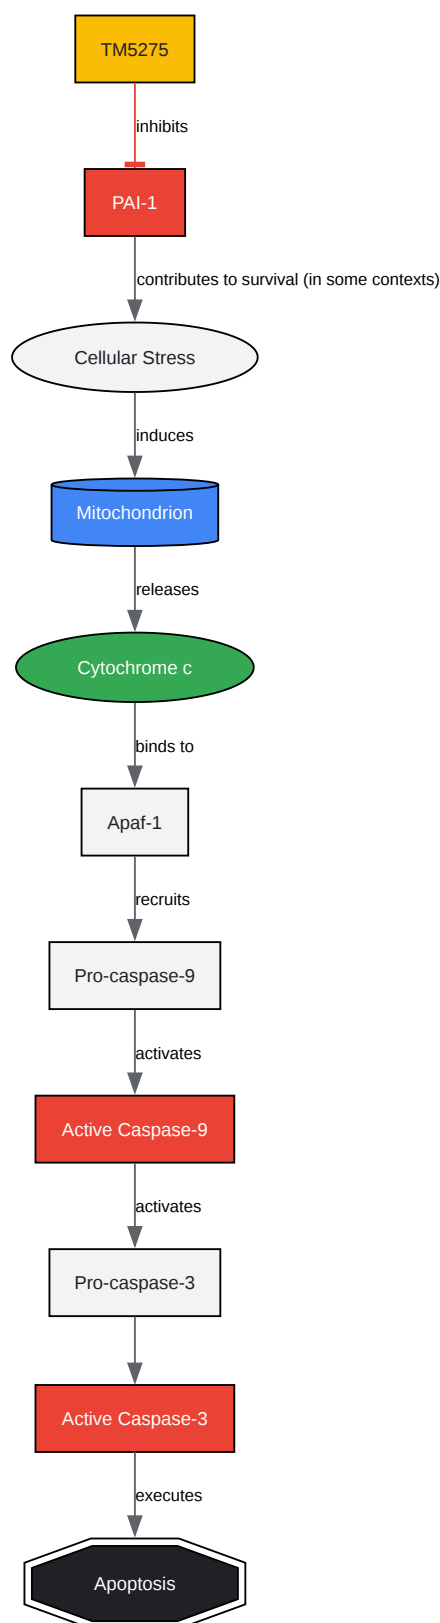 TM5275
inhibits
PAI-1
contributes to survival (in some contexts)
Cellular Stress
induces
Mitochondrion
releases
Cytochrome c
binds to
Apaf-1
recruits
Pro-caspase-9
activates
Active Caspase-9
activates
Pro-caspase-3
Active Caspase-3
executes
Apoptosis